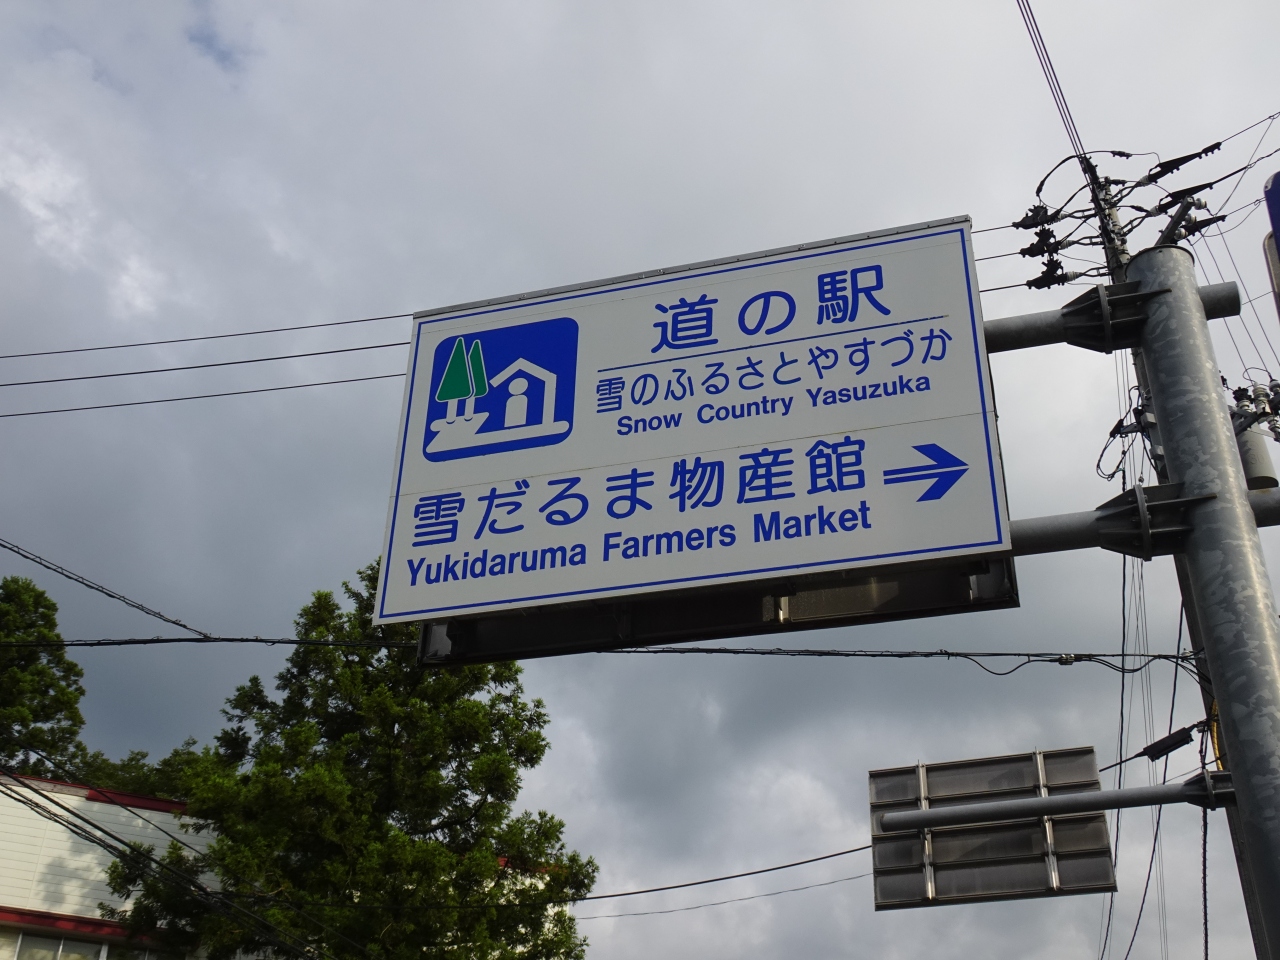 道の駅
雪のふるさとやすづか
Snow Country Yasuzuka
雪だるま物産館
Yukidaruma Farmers Market